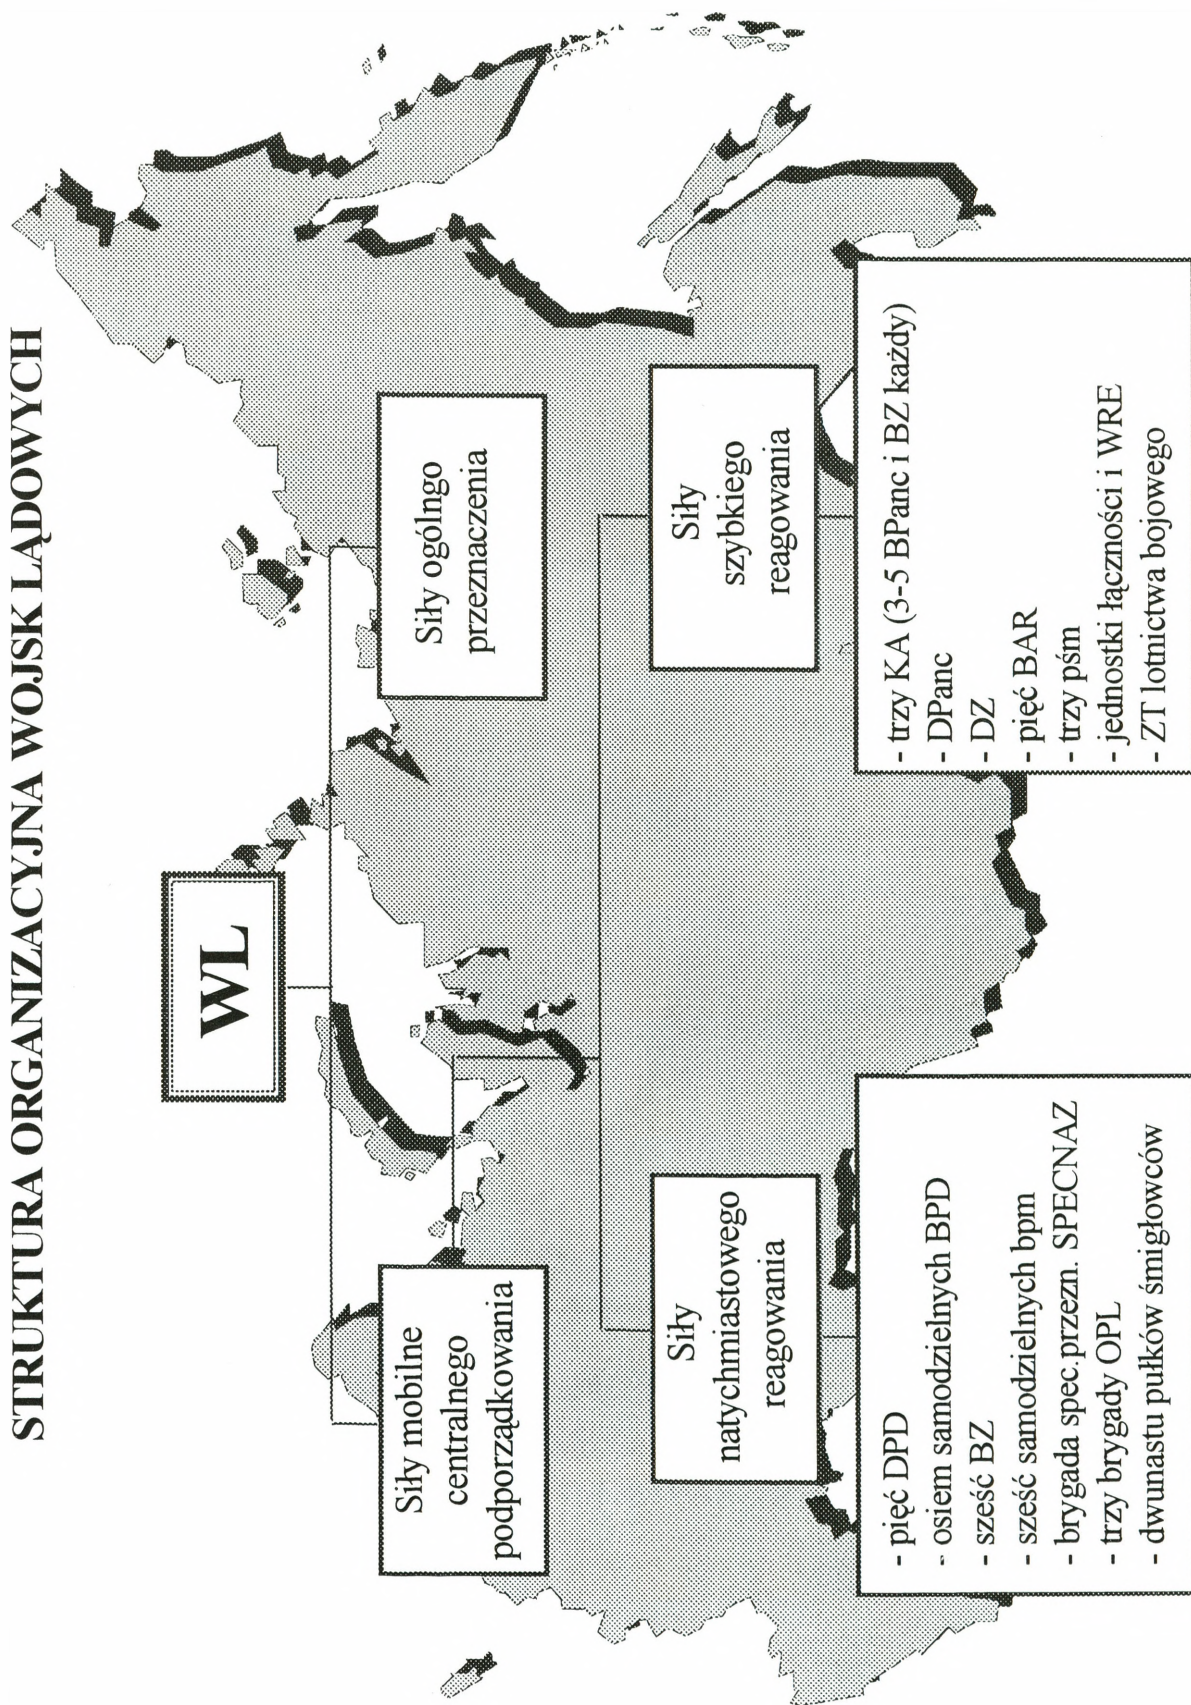 STRUKTURA ORGANIZACYJNA WOJSK LĄDOWYCH
WL
Siły mobilne
centralnego
podporządkowania
Siły ogólngo
przeznaczenia
Siły
natychmiastowego
reagowania
Siły
szybkiego
reagowania
- pięć DPD
- osiem samodzielnych BPD
- sześć BZ
- sześć samodzielnych bpm
- brygada spec.przezn. SPECNAZ
- trzy brygady OPL
- dwunastu pułków śmigłowców
- trzy KA (3-5 BPanc i BZ każdy)
- DPanc
- DZ
- pięć BAR
- trzy pśm
- jednostki łączności i WRE
- ZT lotnictwa bojowego